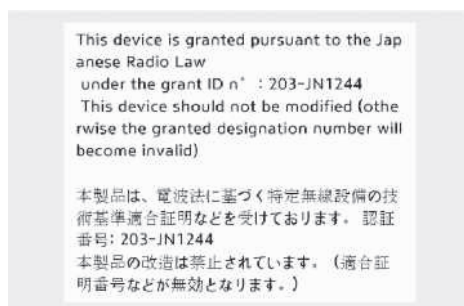 This device is granted pursuant to the Jap
anese Radio Law
under the grant ID n° : 203-JN1244
This device should not be modified (othe
rwise the granted designation number will
become invalid)
本製品は、電波法に基づく特定無線設備の技
術基準適合証明などを受けております。 認証
番号: 203-JN1244
本製品の改造は禁止されています。 (適合証
明番号などが無効となります。)